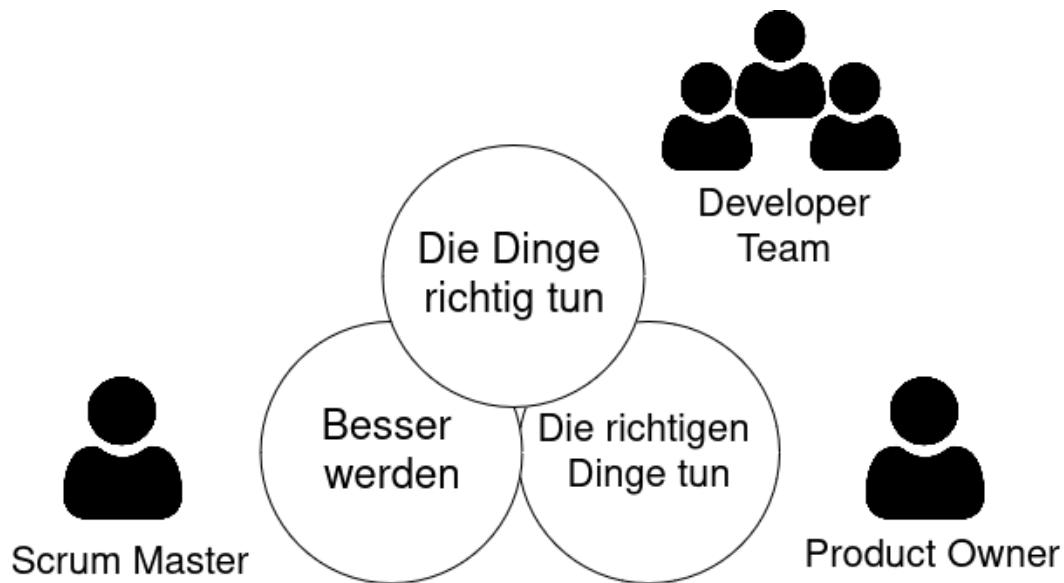 Developer
Team
Die Dinge
richtig tun
Besser
werden
Die richtigen
Dinge tun
Scrum Master
Product Owner